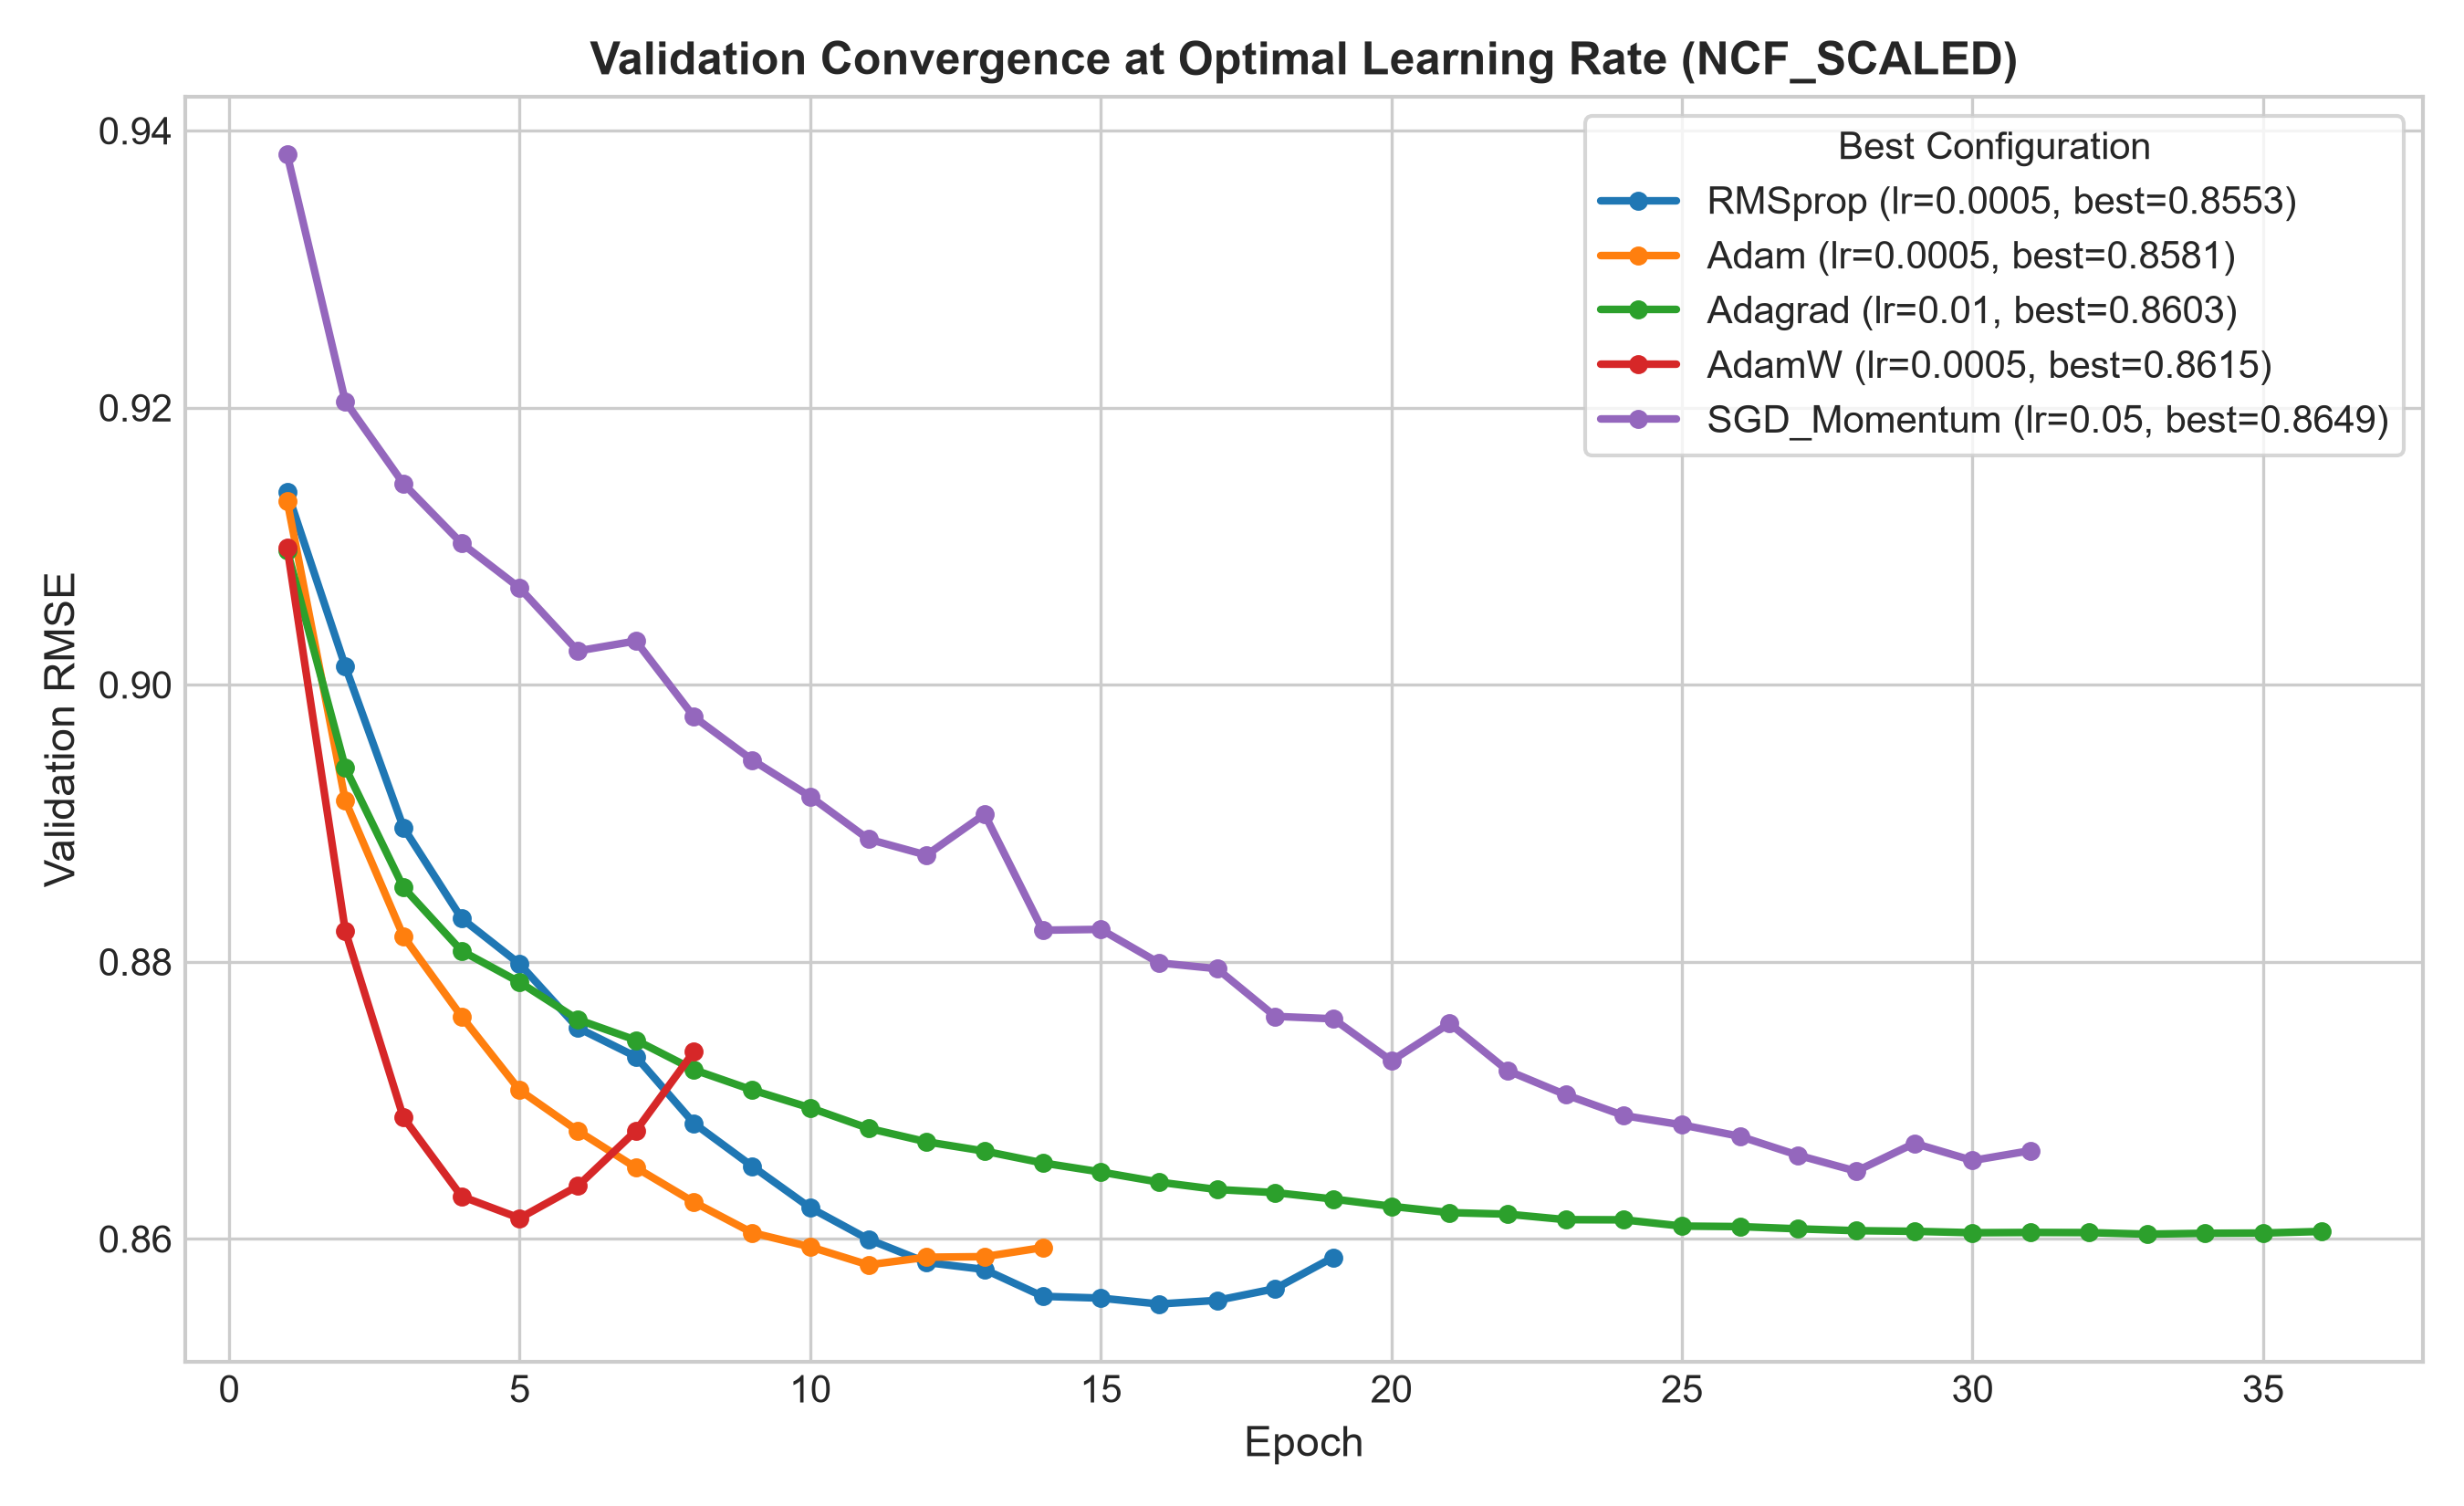 Validation Convergence at Optimal Learning Rate (NCF_SCALED)
Best Configuration
RMSprop (lr=0.0005, best=0.8553)
Adam (lr=0.0005, best=0.8581)
Adagrad (lr=0.01, best=0.8603)
AdamW (lr=0.0005, best=0.8615)
SGD_Momentum (lr=0.05, best=0.8649)
Validation RMSE
0.94
0.92
0.90
0.88
0.86
0 5 10 15 20 25 30 35
Epoch